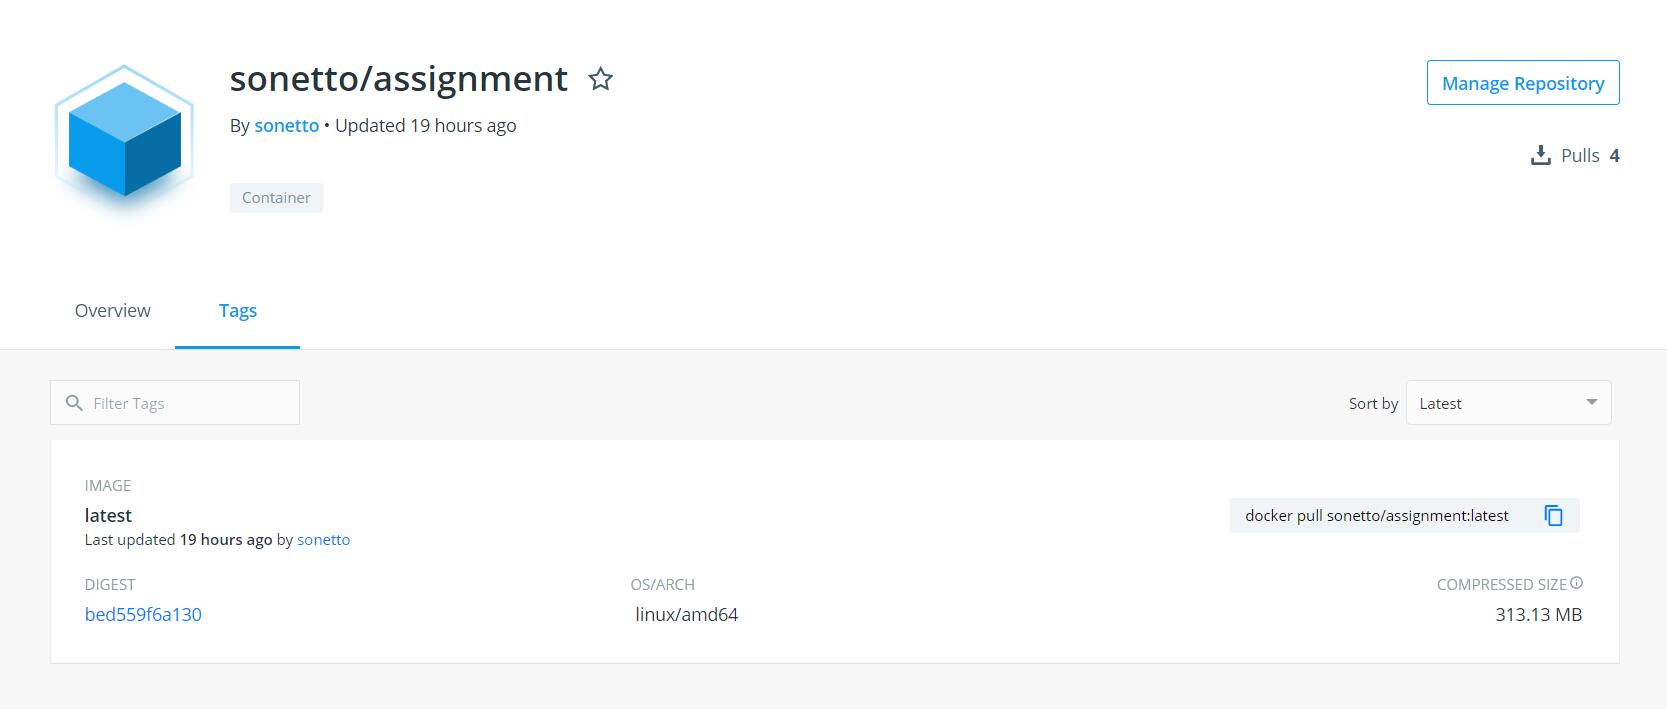 sonetto/assignment
By sonetto • Updated 19 hours ago
Manage Repository
Pulls 4
Container
Overview
Tags
Filter Tags
Sort by
Latest
IMAGE
latest
Last updated 19 hours ago by sonetto
docker pull sonetto/assignment:latest
DIGEST
bed559f6a130
OS/ARCH
linux/amd64
COMPRESSED SIZE
313.13 MB